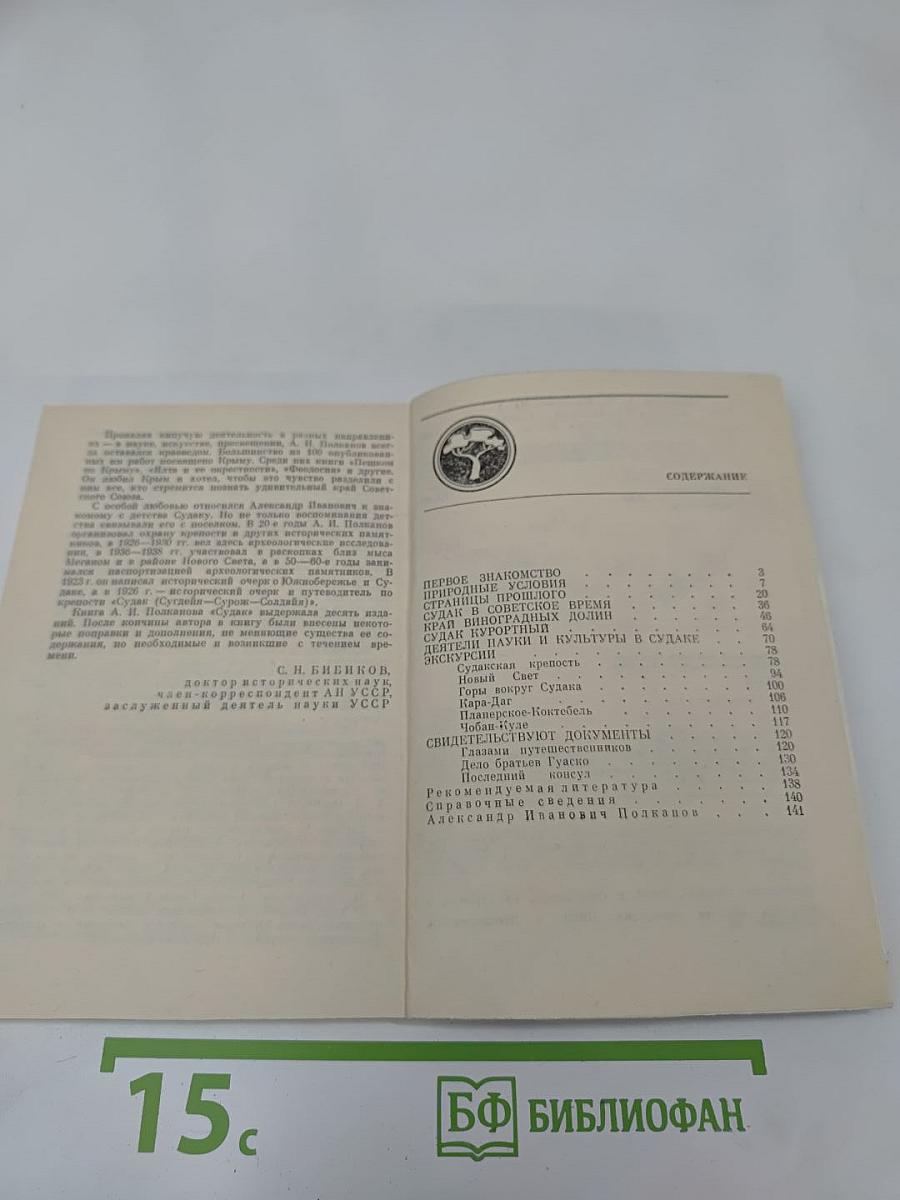 Проявляя кипучую деятельность в разных направлени-
ях — в науке, искусстве, просвещении, А. И. Полканов всег-
да оставался краеведом. Большинство из 100 опубликован-
ных им работ посвящено Крыму. Среди них книги «Пешком
по Крыму», «Ялта и ее окрестности», «Феодосия» и другие.
Он любил Крым и хотел, чтобы это чувство разделили с
ним все, кто стремится познать удивительный край Совет-
ского Союза.
С особой любовью относился Александр Иванович к зна-
комому с детства Судаку. Но не только воспоминания дет-
ства связывали его с поселком. В 20-е годы А. И. Полканов
организовал охрану крепости и других исторических памят-
ников, в 1926—1930 гг. вел здесь археологические исследова-
нии, в 1936—1938 гг. участвовал в раскопках близ мыса
Меганом и в районе Нового Света, а в 50—60-е годы зани-
мался паспортизацией археологических памятников. В
1923 г. он написал исторический очерк о Южнобережье и Су-
даке, а в 1926 г. — исторический очерк и путеводитель по
крепости «Судак (Сугдейя—Сурож—Солдайя)».
Книга А. И. Полканова «Судак» выдержала десять изда-
ний. После кончины автора в книгу были внесены некото-
рые поправки и дополнения, не меняющие существа ее со-
держания, но необходимые и возникшие с течением вре-
мени.
С. Н. БИБИКОВ,
доктор исторических наук,
член-корреспондент АН УССР,
заслуженный деятель науки УССР
СОДЕРЖАНИЕ
ПЕРВОЕ ЗНАКОМСТВО . . . . . . . . 3
ПРИРОДНЫЕ УСЛОВИЯ . . . . . . . . 7
СТРАНИЦЫ ПРОШЛОГО . . . . . . . . 20
СУДАК В СОВЕТСКОЕ ВРЕМЯ . . . . . . 36
КРАЙ ВИНОГРАДНЫХ ДОЛИН . . . . . . 46
СУДАК КУРОРТНЫЙ . . . . . . . . 64
ДЕЯТЕЛИ НАУКИ И КУЛЬТУРЫ В СУДАКЕ . . 70
ЭКСКУРСИИ . . . . . . . . . 78
Судакская крепость . . . . . . . 78
Новый Свет . . . . . . . . 94
Горы вокруг Судака . . . . . . . 100
Кара-Даг . . . . . . . . . 106
Планерское-Коктебель . . . . . . 110
Чобан-Куле . . . . . . . . 117
СВИДЕТЕЛЬСТВУЮТ ДОКУМЕНТЫ . . . . . 120
Глазами путешественников . . . . . 120
Дело братьев Гуаско . . . . . . . 130
Последний консул . . . . . . . 134
Рекомендуемая литература . . . . . 138
Справочные сведения . . . . . . . 140
Александр Иванович Полканов . . . 141
15 с
БФ БИБЛИОФАН